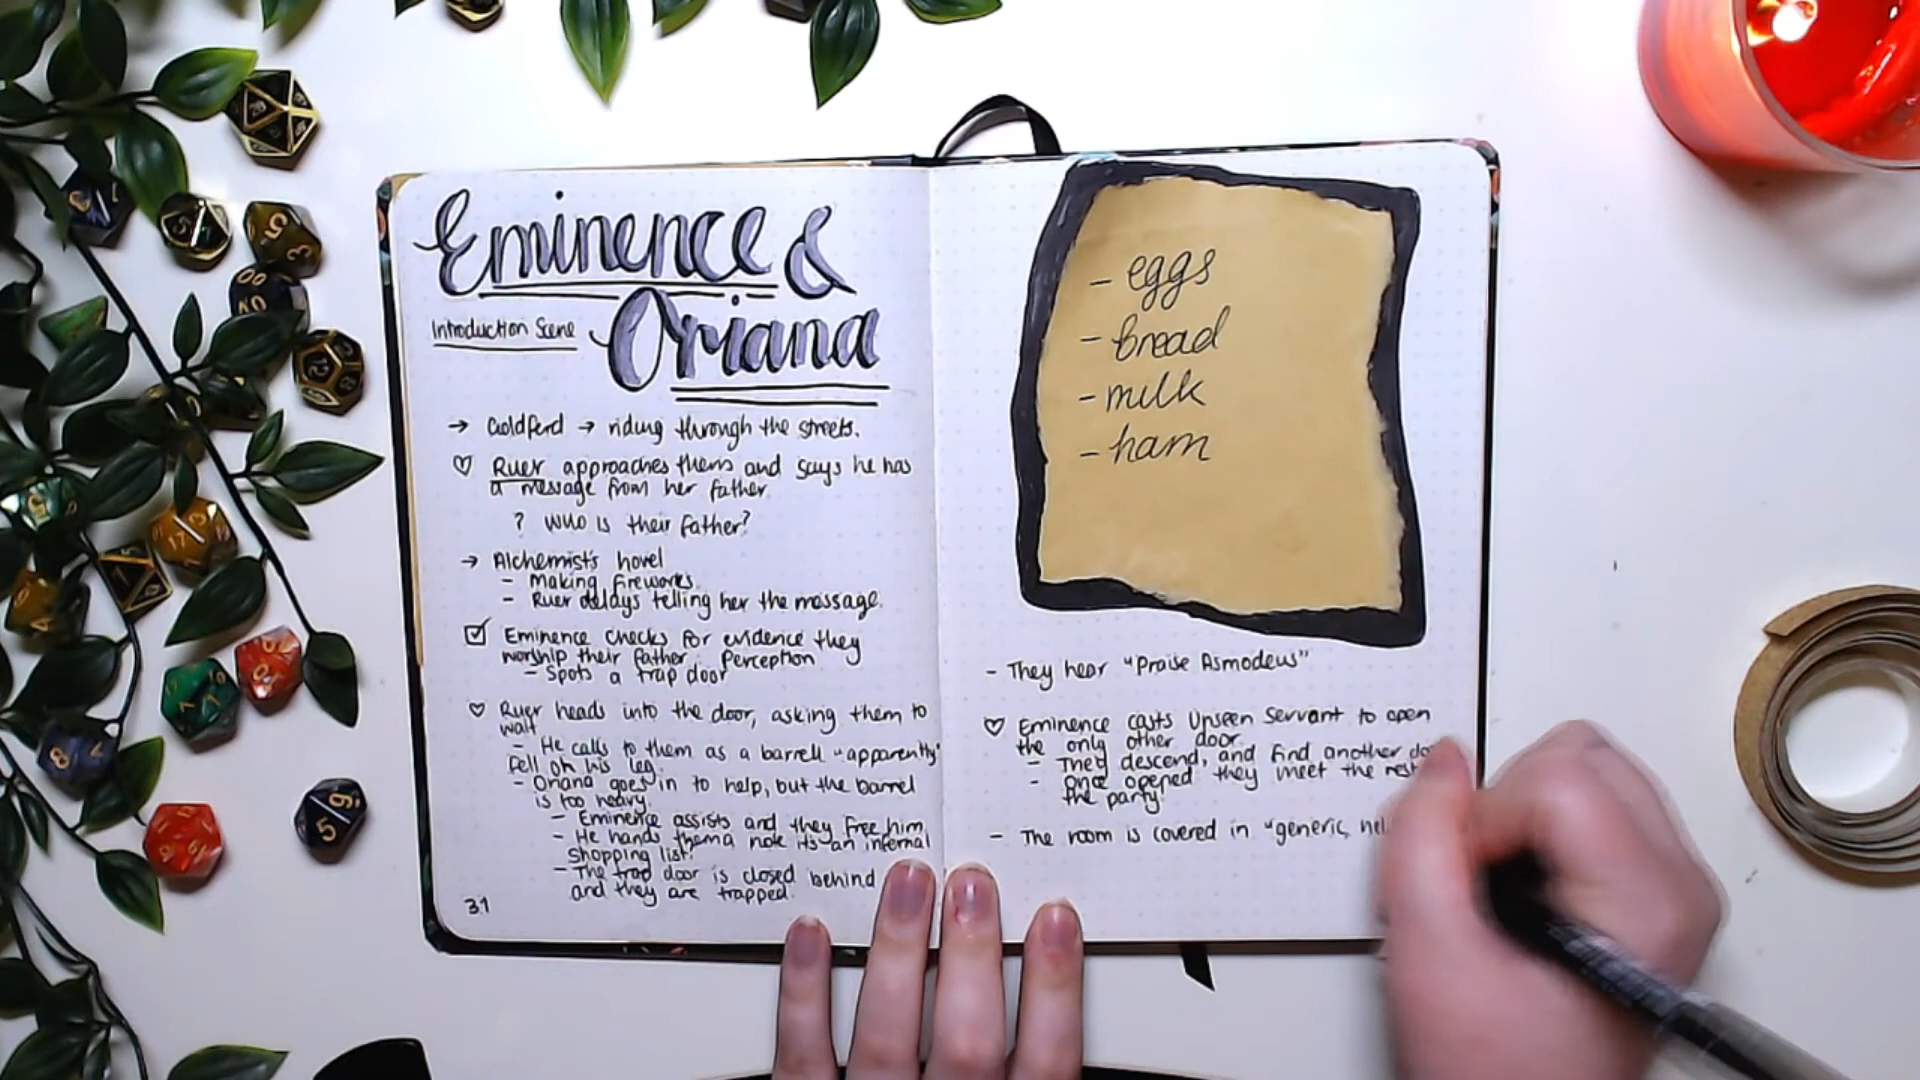 Eminence &
Oriana
Introduction Scene
→ Goldferd → riding through the streets.
♡ Ruer approaches them and says he has
a message from her father.
? Who is their father?
→ Alchemist's hovel
- Making fireworks.
- Ruer delays telling her the message.
☑ Eminence checks for evidence they
worship their father - Perception
- Spots a trap door
♡ Ruer heads into the door, asking them to
wait
- He calls to them as a barrell "apparently"
fell on his leg.
- Oriana goes in to help, but the barrel
is too heavy.
- Eminence assists and they free him
- He hands them a note its an infernal
shopping list.
- The trap door is closed behind
and they are trapped.
31
- eggs
- bread
- milk
- ham
- They hear "Praise Asmodeus"
♡ Eminence casts Unseen Servant to open
the only other door.
- They descend, and find another
- Once opened they meet the rest
the party.
- The room is covered in "generic